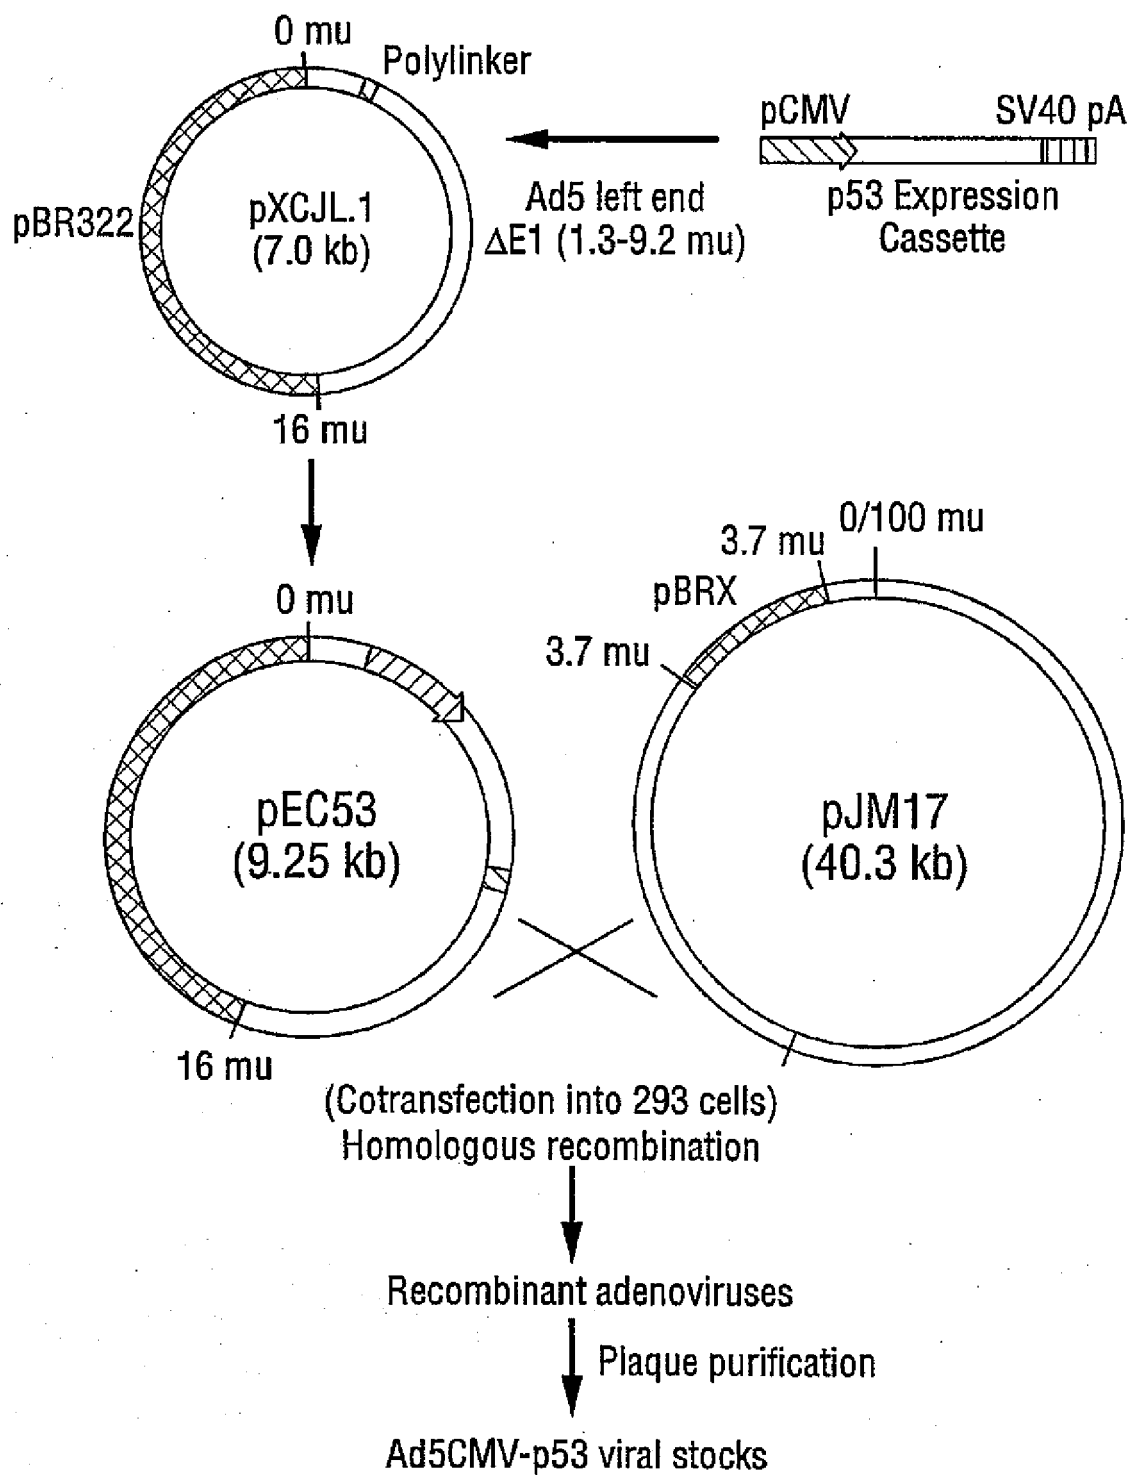 0 mu
Polylinker
pCMV
SV40 pA
pBR322
pXCJL.1
(7.0 kb)
Ad5 left end
ΔE1 (1.3-9.2 mu)
p53 Expression
Cassette
16 mu
0/100 mu
3.7 mu
pBRX
0 mu
3.7 mu
pEC53
(9.25 kb)
pJM17
(40.3 kb)
16 mu
(Cotransfection into 293 cells)
Homologous recombination
Recombinant adenoviruses
Plaque purification
Ad5CMV-p53 viral stocks